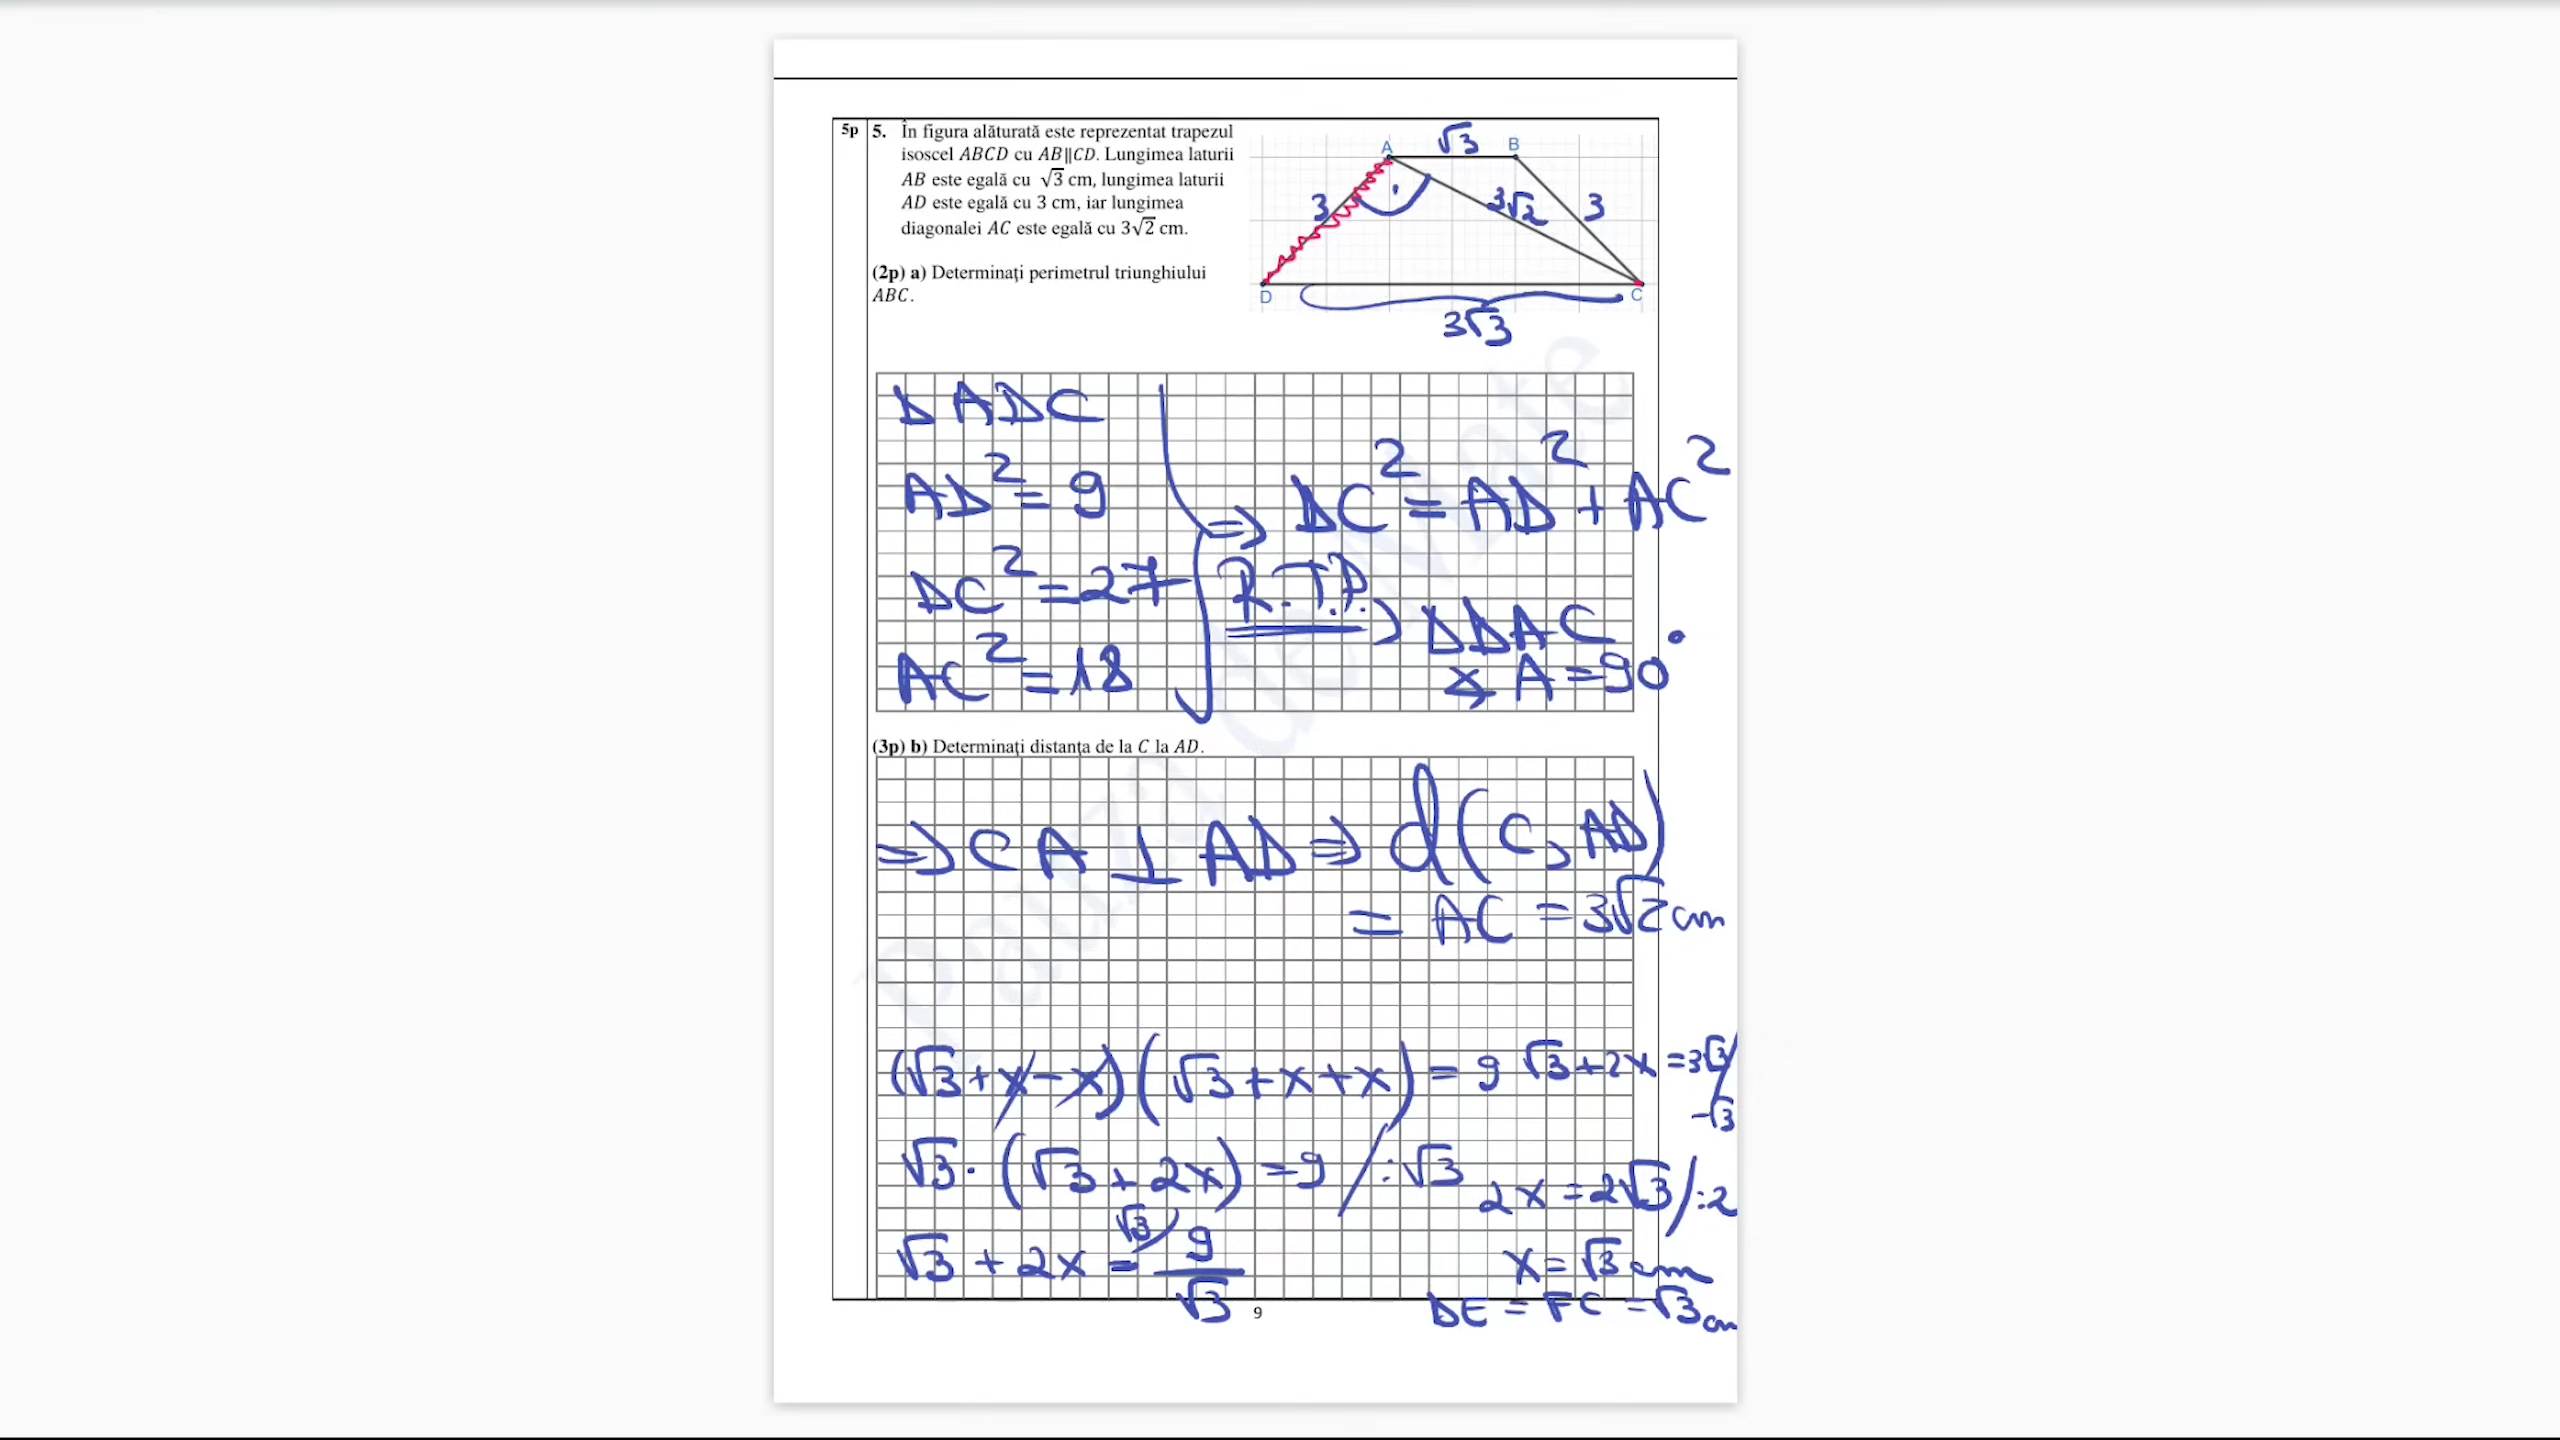 5p 5. În figura alăturată este reprezentat trapezul
isoscel ABCD cu AB∥CD. Lungimea laturii
AB este egală cu √3 cm, lungimea laturii
AD este egală cu 3 cm, iar lungimea
diagonalei AC este egală cu 3√2 cm.
(2p) a) Determinați perimetrul triunghiului
ABC.
A √3 B
3 3√2 3
D C
3√3
Δ ADC
AD² = 9
DC² = 27
AC² = 18
⇒ DC² = AD² + AC²
R.T.P. ⇒ Δ DAC
∢ A = 90°
(3p) b) Determinați distanța de la C la AD.
⇒ CA ⊥ AD ⇒ d(C, AD)
= AC = 3√2 cm
(√3 + x - x)(√3 + x + x) = 9
√3 · (√3 + 2x) = 9 / : √3
√3 + 2x = √3) 9/√3
√3 + 2x = 3√3 / -√3
2x = 2√3 / : 2
x = √3 cm
DE = FC = √3 cm
9
Pauza de Mate